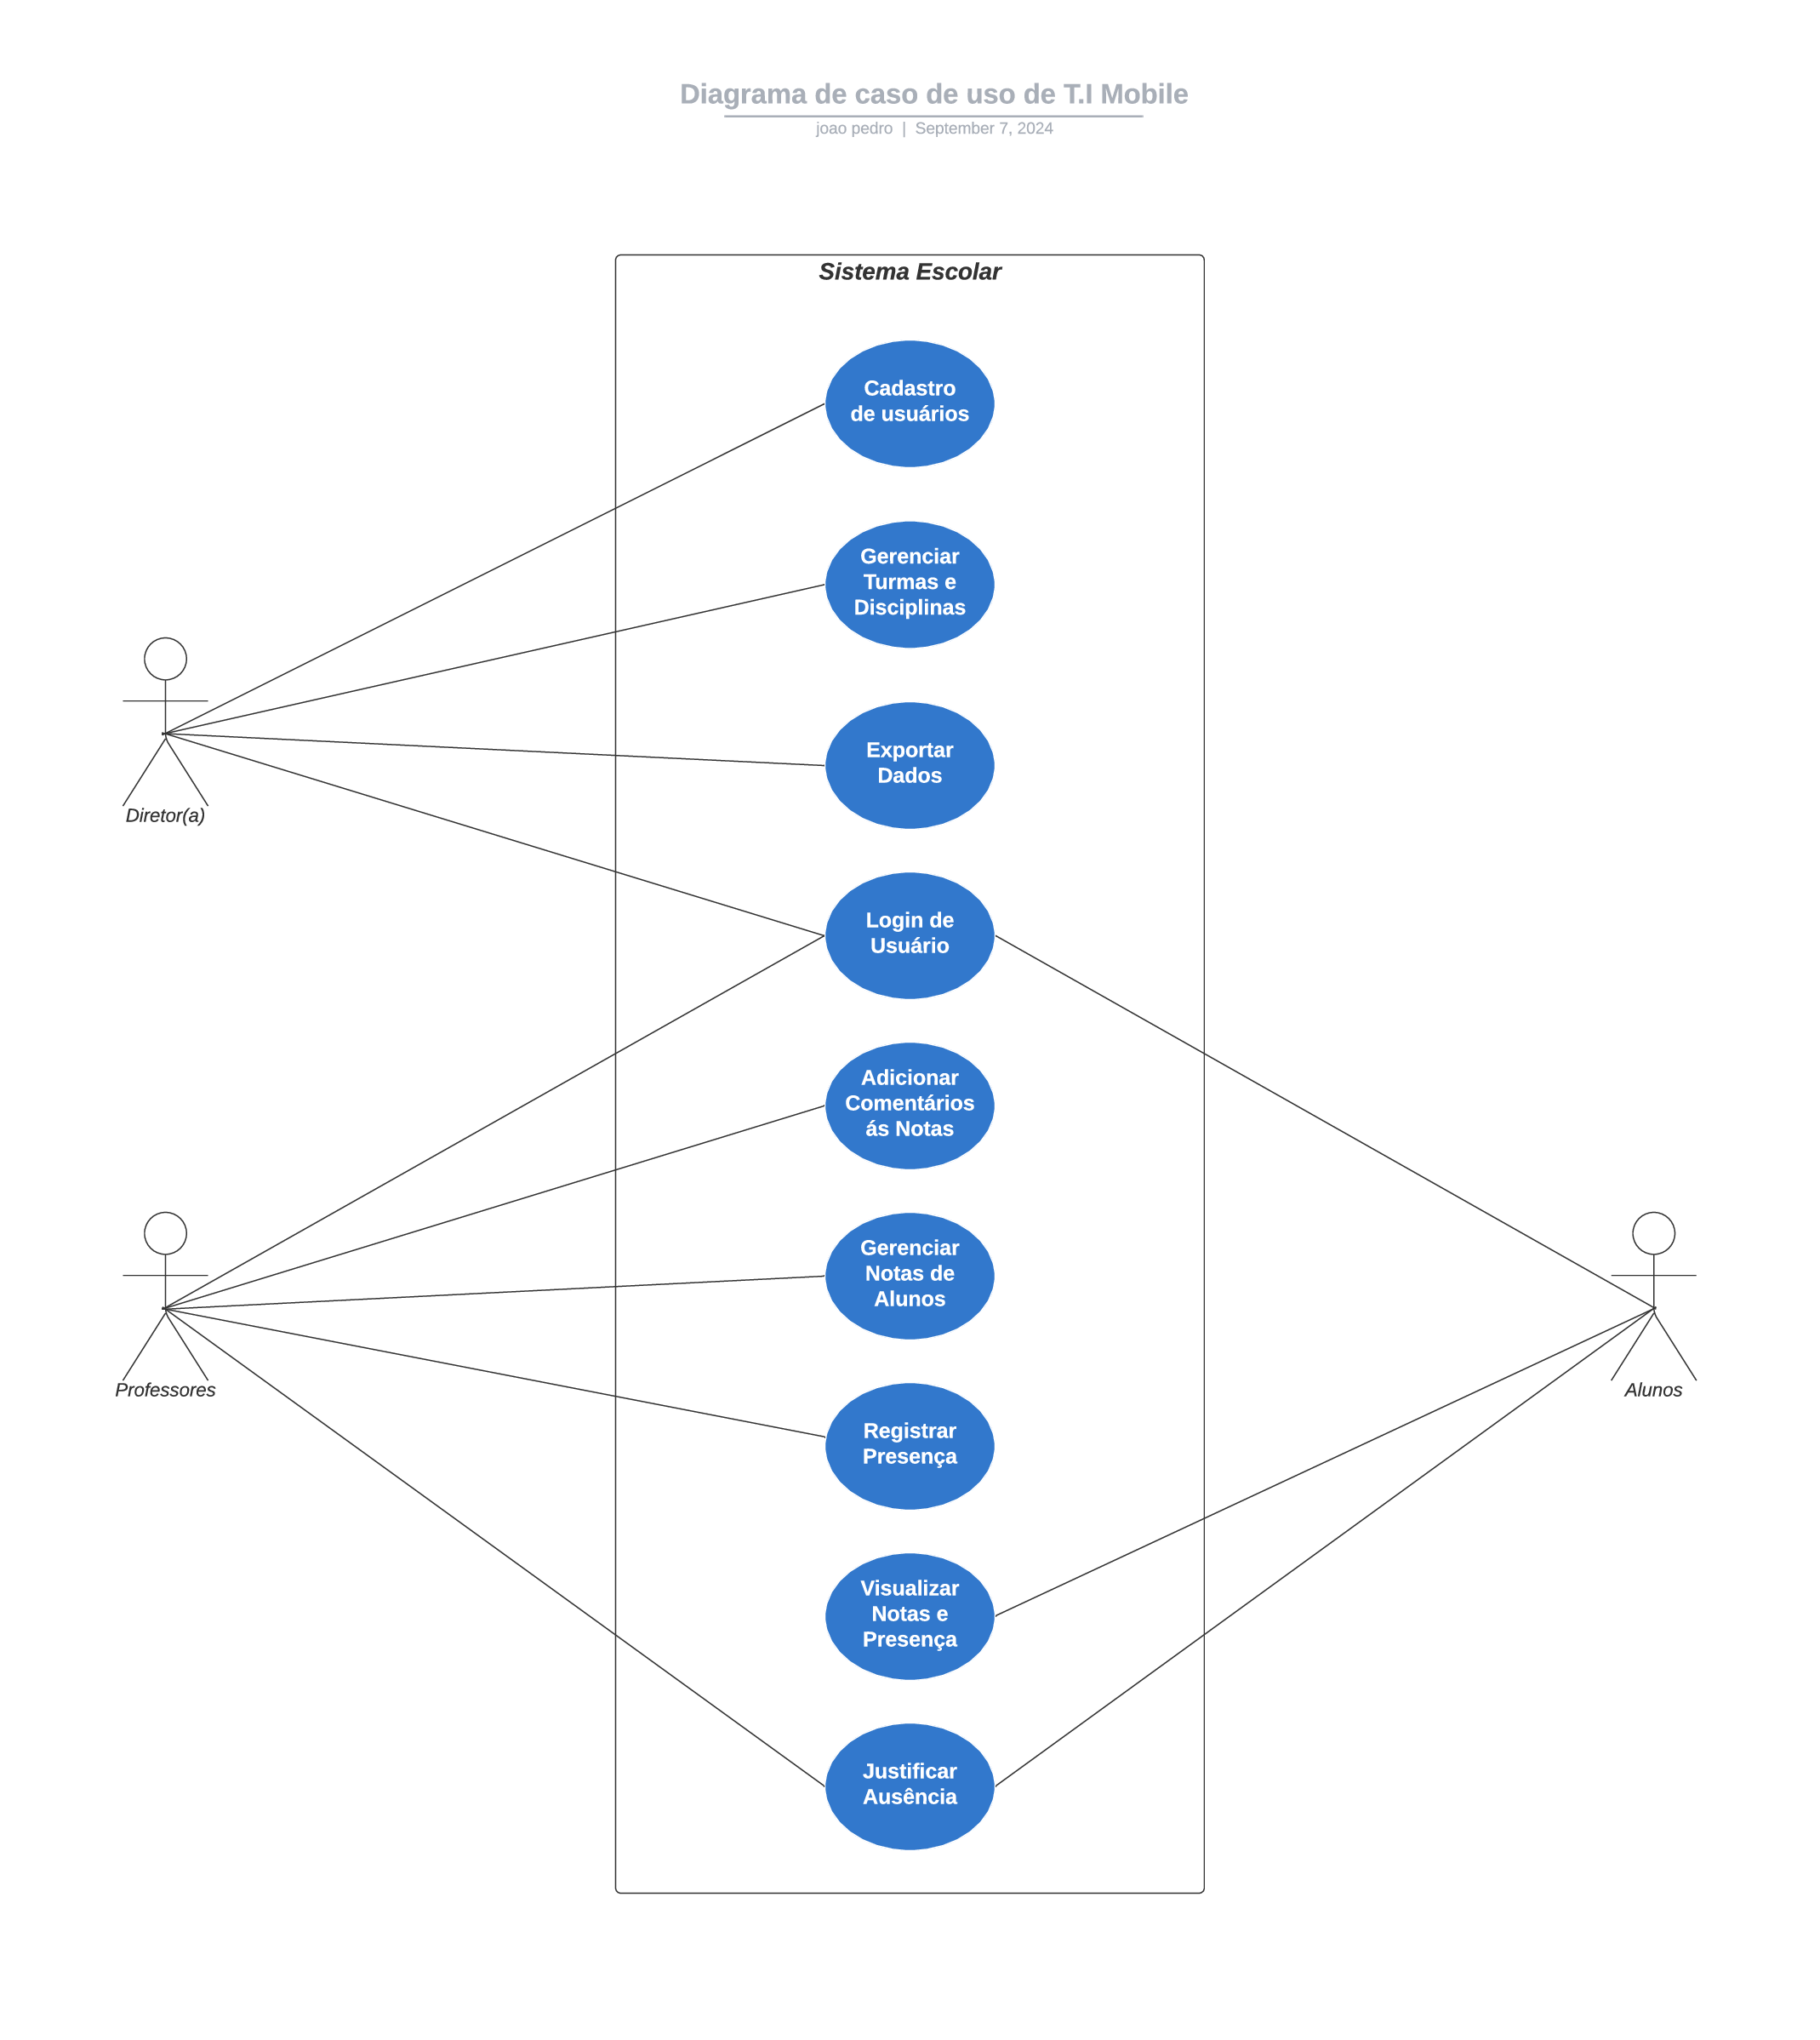 Diagrama de caso de uso de T.I Mobile
joao pedro | September 7, 2024
Sistema Escolar
Cadastro
de usuários
Gerenciar
Turmas e
Disciplinas
Exportar
Dados
Diretor(a)
Login de
Usuário
Adicionar
Comentários
ás Notas
Gerenciar
Notas de
Alunos
Professores
Alunos
Registrar
Presença
Visualizar
Notas e
Presença
Justificar
Ausência